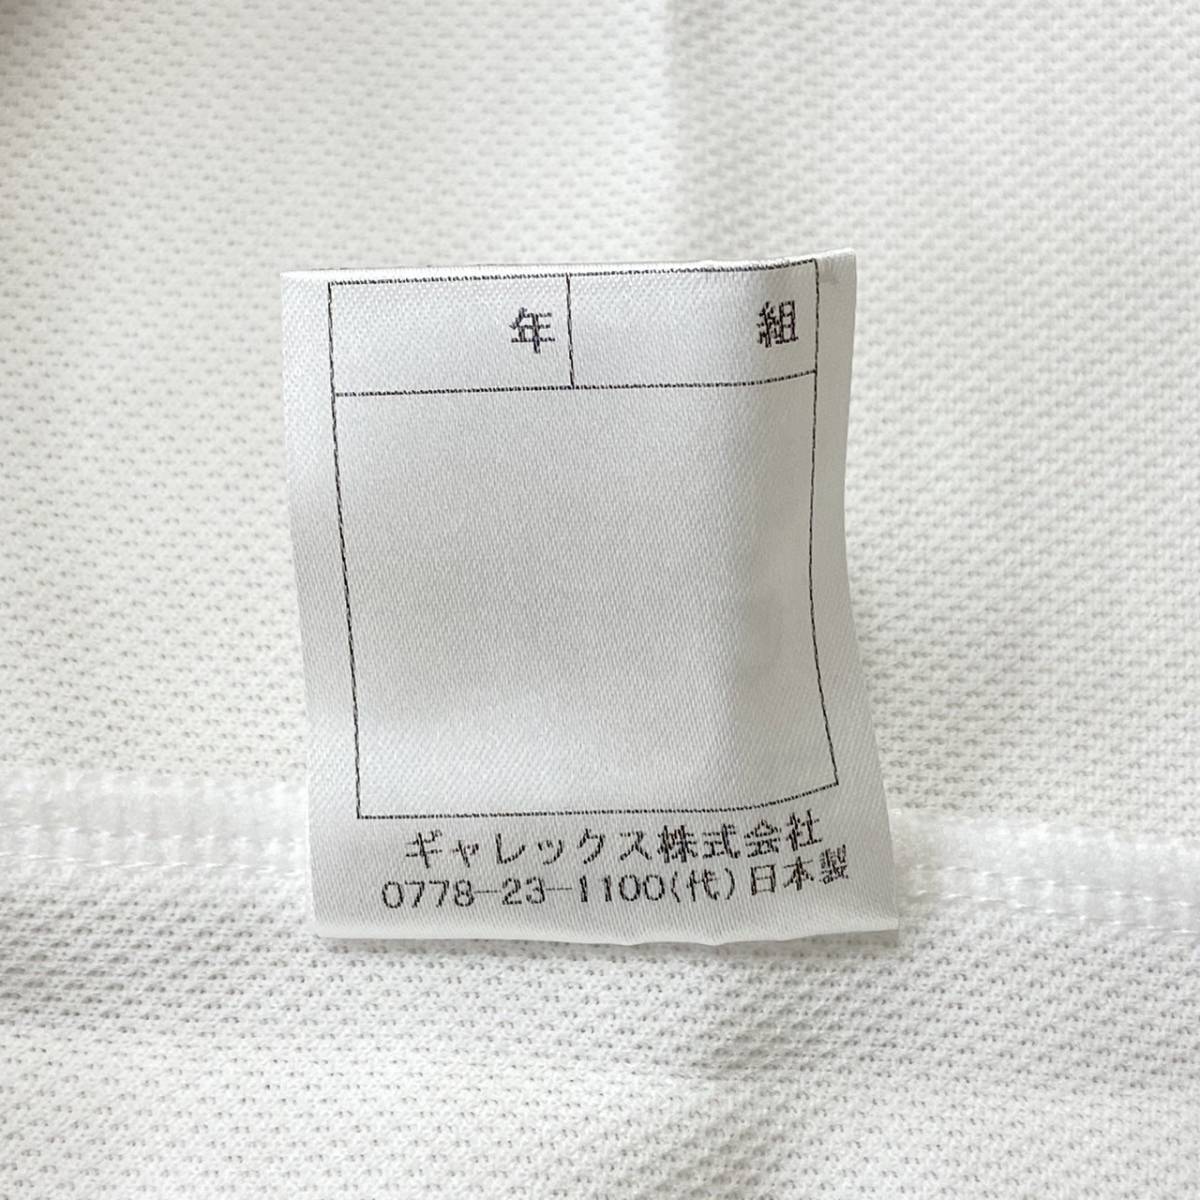 年 組
ギャレックス株式会社
0778-23-1100(代)日本製